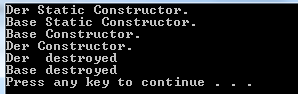 Der Static Constructor.
Base Static Constructor.
Base Constructor.
Der Constructor.
Der  destroyed
Base destroyed
Press any key to continue . . .